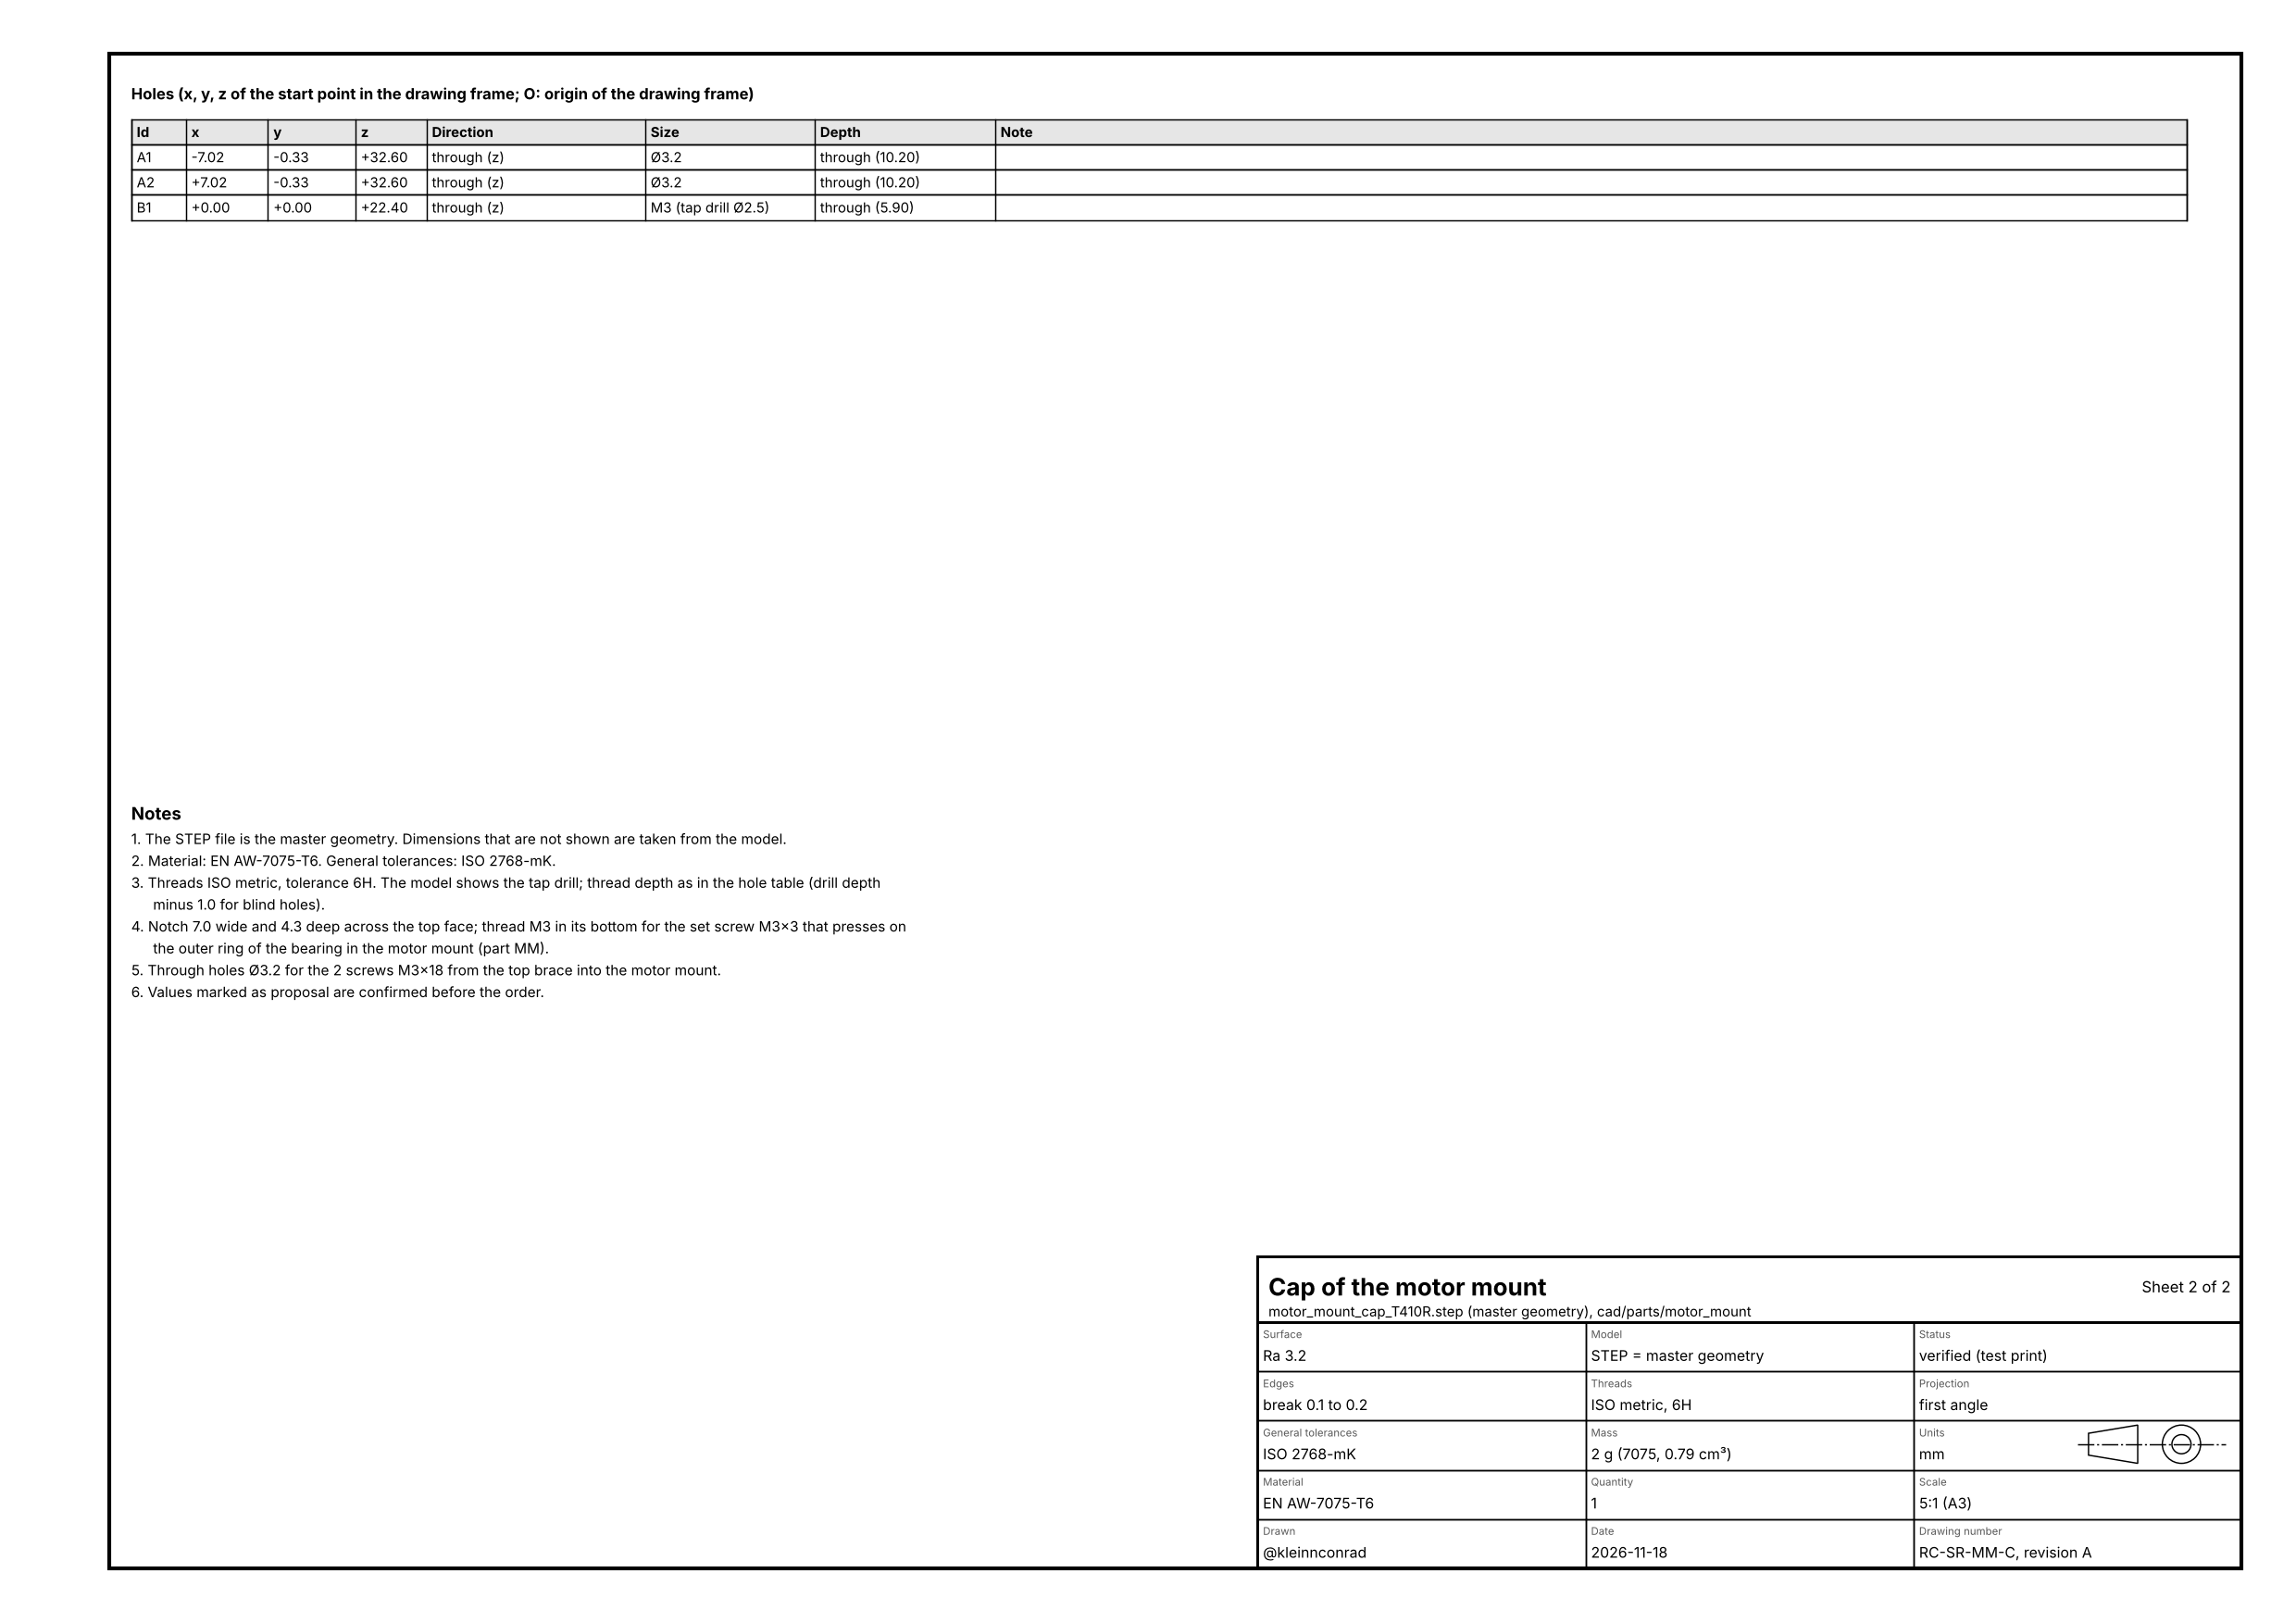 Holes (x, y, z of the start point in the drawing frame; O: origin of the drawing frame)
Id x y z Direction Size Depth Note
A1 -7.02 -0.33 +32.60 through (z) Ø3.2 through (10.20)
A2 +7.02 -0.33 +32.60 through (z) Ø3.2 through (10.20)
B1 +0.00 +0.00 +22.40 through (z) M3 (tap drill Ø2.5) through (5.90)
Notes
1. The STEP file is the master geometry. Dimensions that are not shown are taken from the model.
2. Material: EN AW-7075-T6. General tolerances: ISO 2768-mK.
3. Threads ISO metric, tolerance 6H. The model shows the tap drill; thread depth as in the hole table (drill depth
minus 1.0 for blind holes).
4. Notch 7.0 wide and 4.3 deep across the top face; thread M3 in its bottom for the set screw M3×3 that presses on
the outer ring of the bearing in the motor mount (part MM).
5. Through holes Ø3.2 for the 2 screws M3×18 from the top brace into the motor mount.
6. Values marked as proposal are confirmed before the order.
Cap of the motor mount Sheet 2 of 2
motor_mount_cap_T410R.step (master geometry), cad/parts/motor_mount
Surface Model Status
Ra 3.2 STEP = master geometry verified (test print)
Edges Threads Projection
break 0.1 to 0.2 ISO metric, 6H first angle
General tolerances Mass Units
ISO 2768-mK 2 g (7075, 0.79 cm³) mm
Material Quantity Scale
EN AW-7075-T6 1 5:1 (A3)
Drawn Date Drawing number
@kleinnconrad 2026-11-18 RC-SR-MM-C, revision A